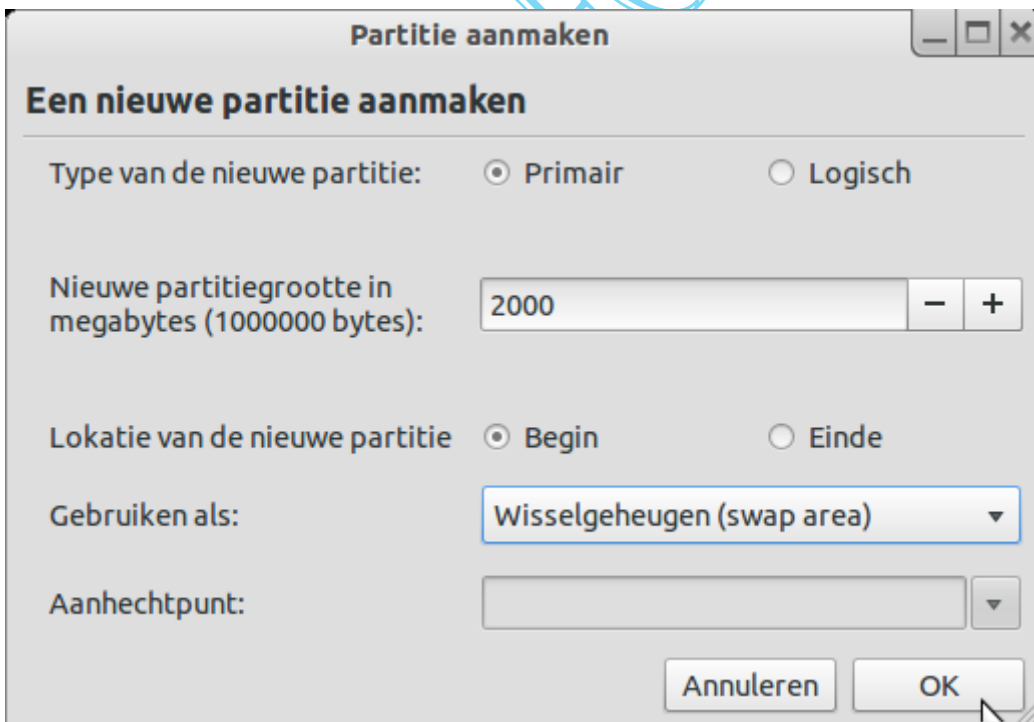 Partitie aanmaken
Een nieuwe partitie aanmaken
Type van de nieuwe partitie: Primair Logisch
Nieuwe partitiegrootte in
megabytes (1000000 bytes): 2000 − +
Lokatie van de nieuwe partitie Begin Einde
Gebruiken als: Wisselgeheugen (swap area)
Aanhechtpunt:
Annuleren OK